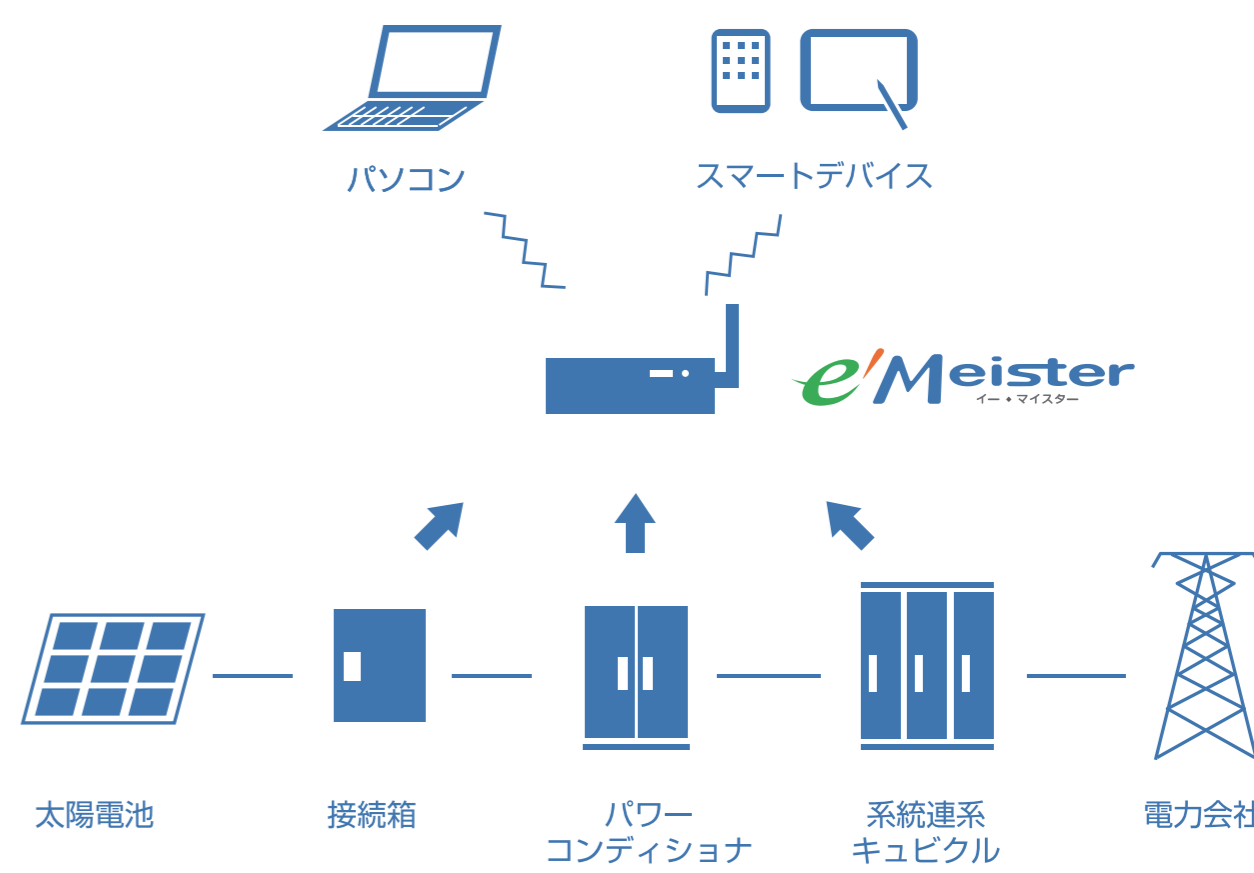 パソコン
スマートデバイス
e'Meister
イー・マイスター
太陽電池
接続箱
パワー
コンディショナ
系統連系
キュビクル
電力会社